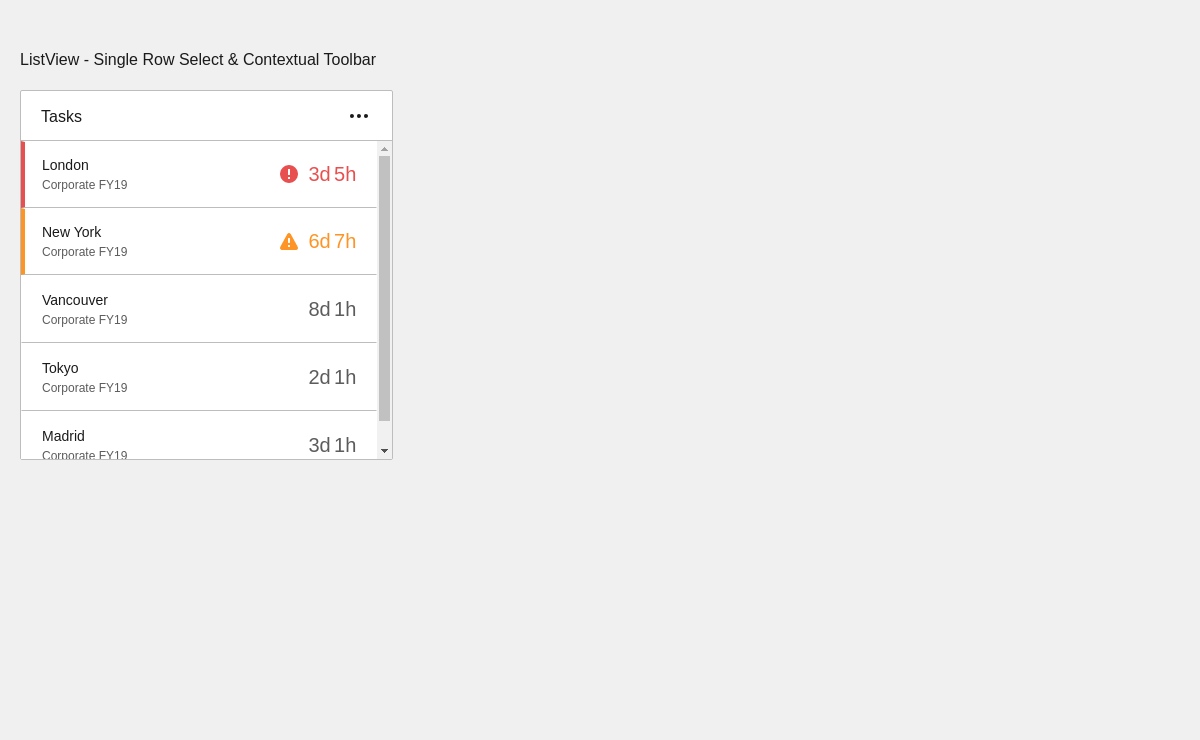 ListView - Single Row Select & Contextual Toolbar
Tasks
London
Corporate FY19
3d 5h
New York
Corporate FY19
6d 7h
Vancouver
Corporate FY19
8d 1h
Tokyo
Corporate FY19
2d 1h
Madrid
Corporate FY19
3d 1h